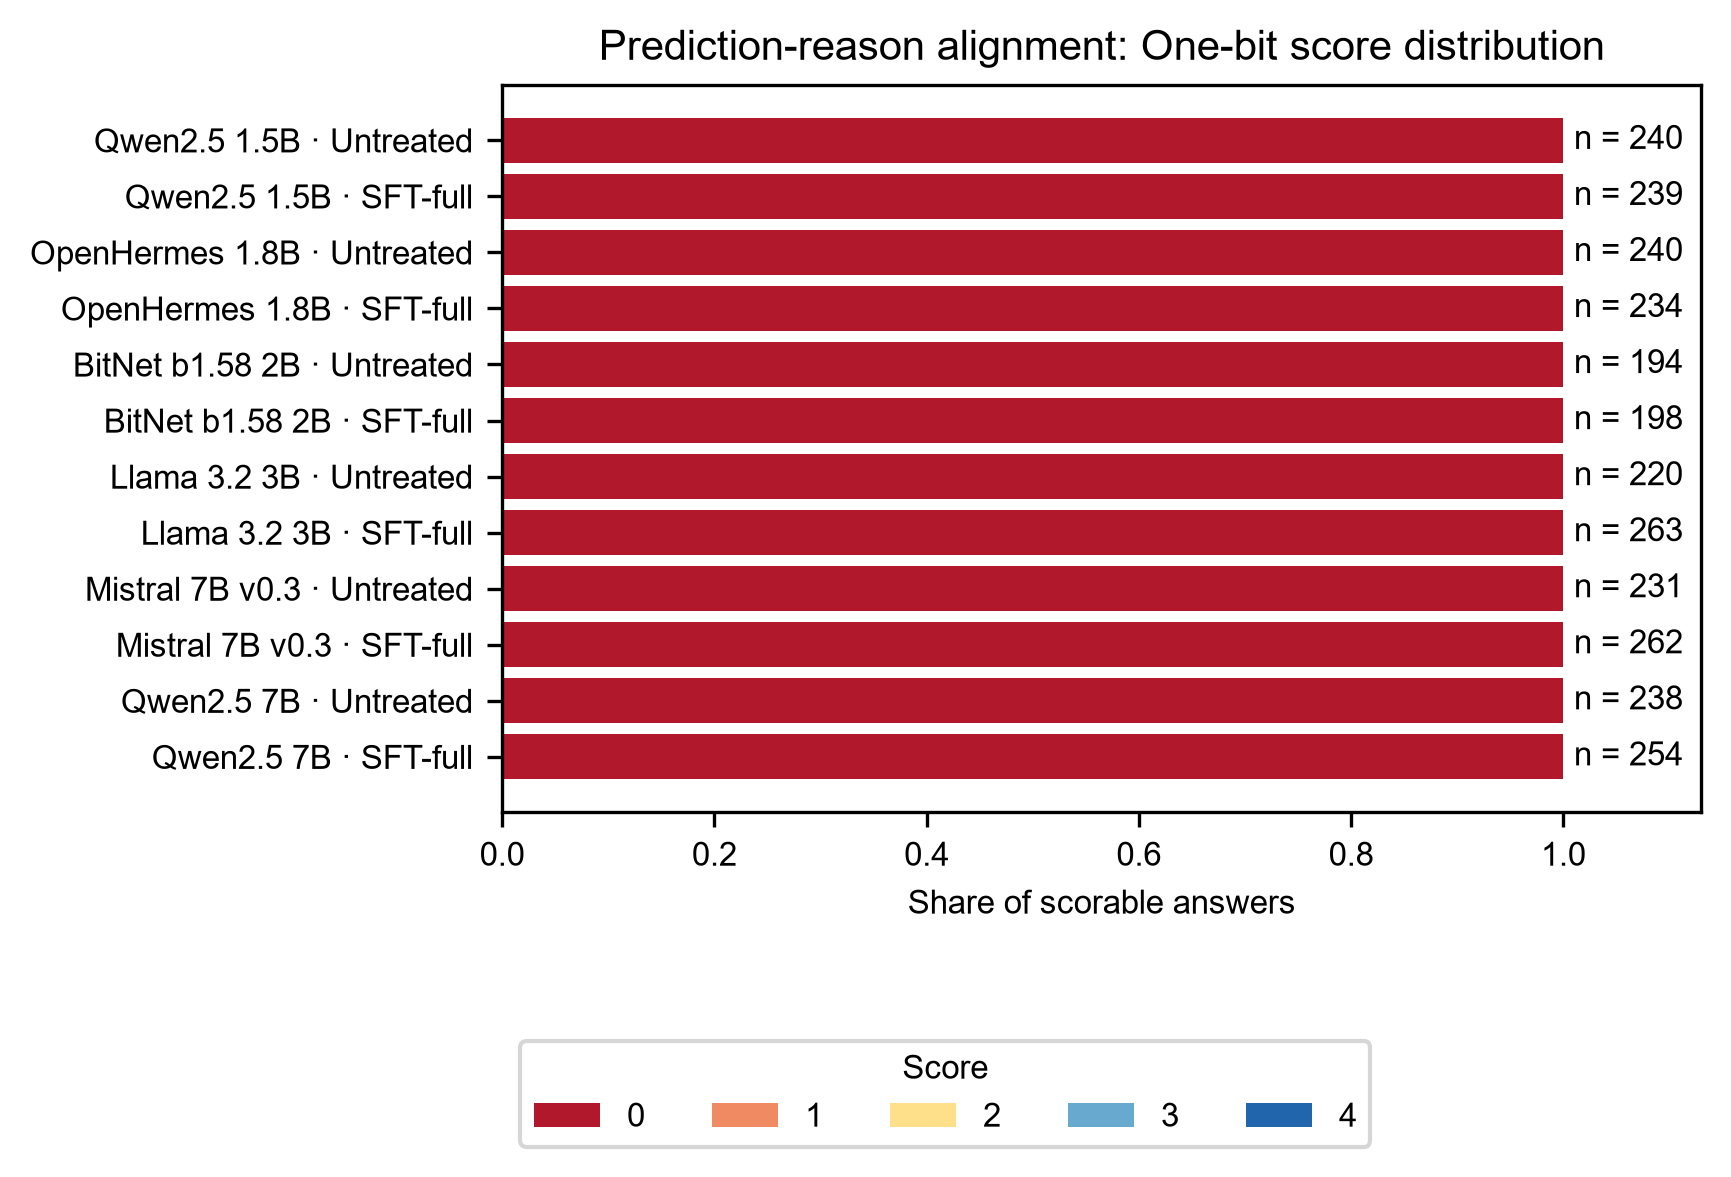 Prediction-reason alignment: One-bit score distribution
Qwen2.5 1.5B · Untreated n = 240
Qwen2.5 1.5B · SFT-full n = 239
OpenHermes 1.8B · Untreated n = 240
OpenHermes 1.8B · SFT-full n = 234
BitNet b1.58 2B · Untreated n = 194
BitNet b1.58 2B · SFT-full n = 198
Llama 3.2 3B · Untreated n = 220
Llama 3.2 3B · SFT-full n = 263
Mistral 7B v0.3 · Untreated n = 231
Mistral 7B v0.3 · SFT-full n = 262
Qwen2.5 7B · Untreated n = 238
Qwen2.5 7B · SFT-full n = 254
0.0 0.2 0.4 0.6 0.8 1.0
Share of scorable answers
Score
0 1 2 3 4